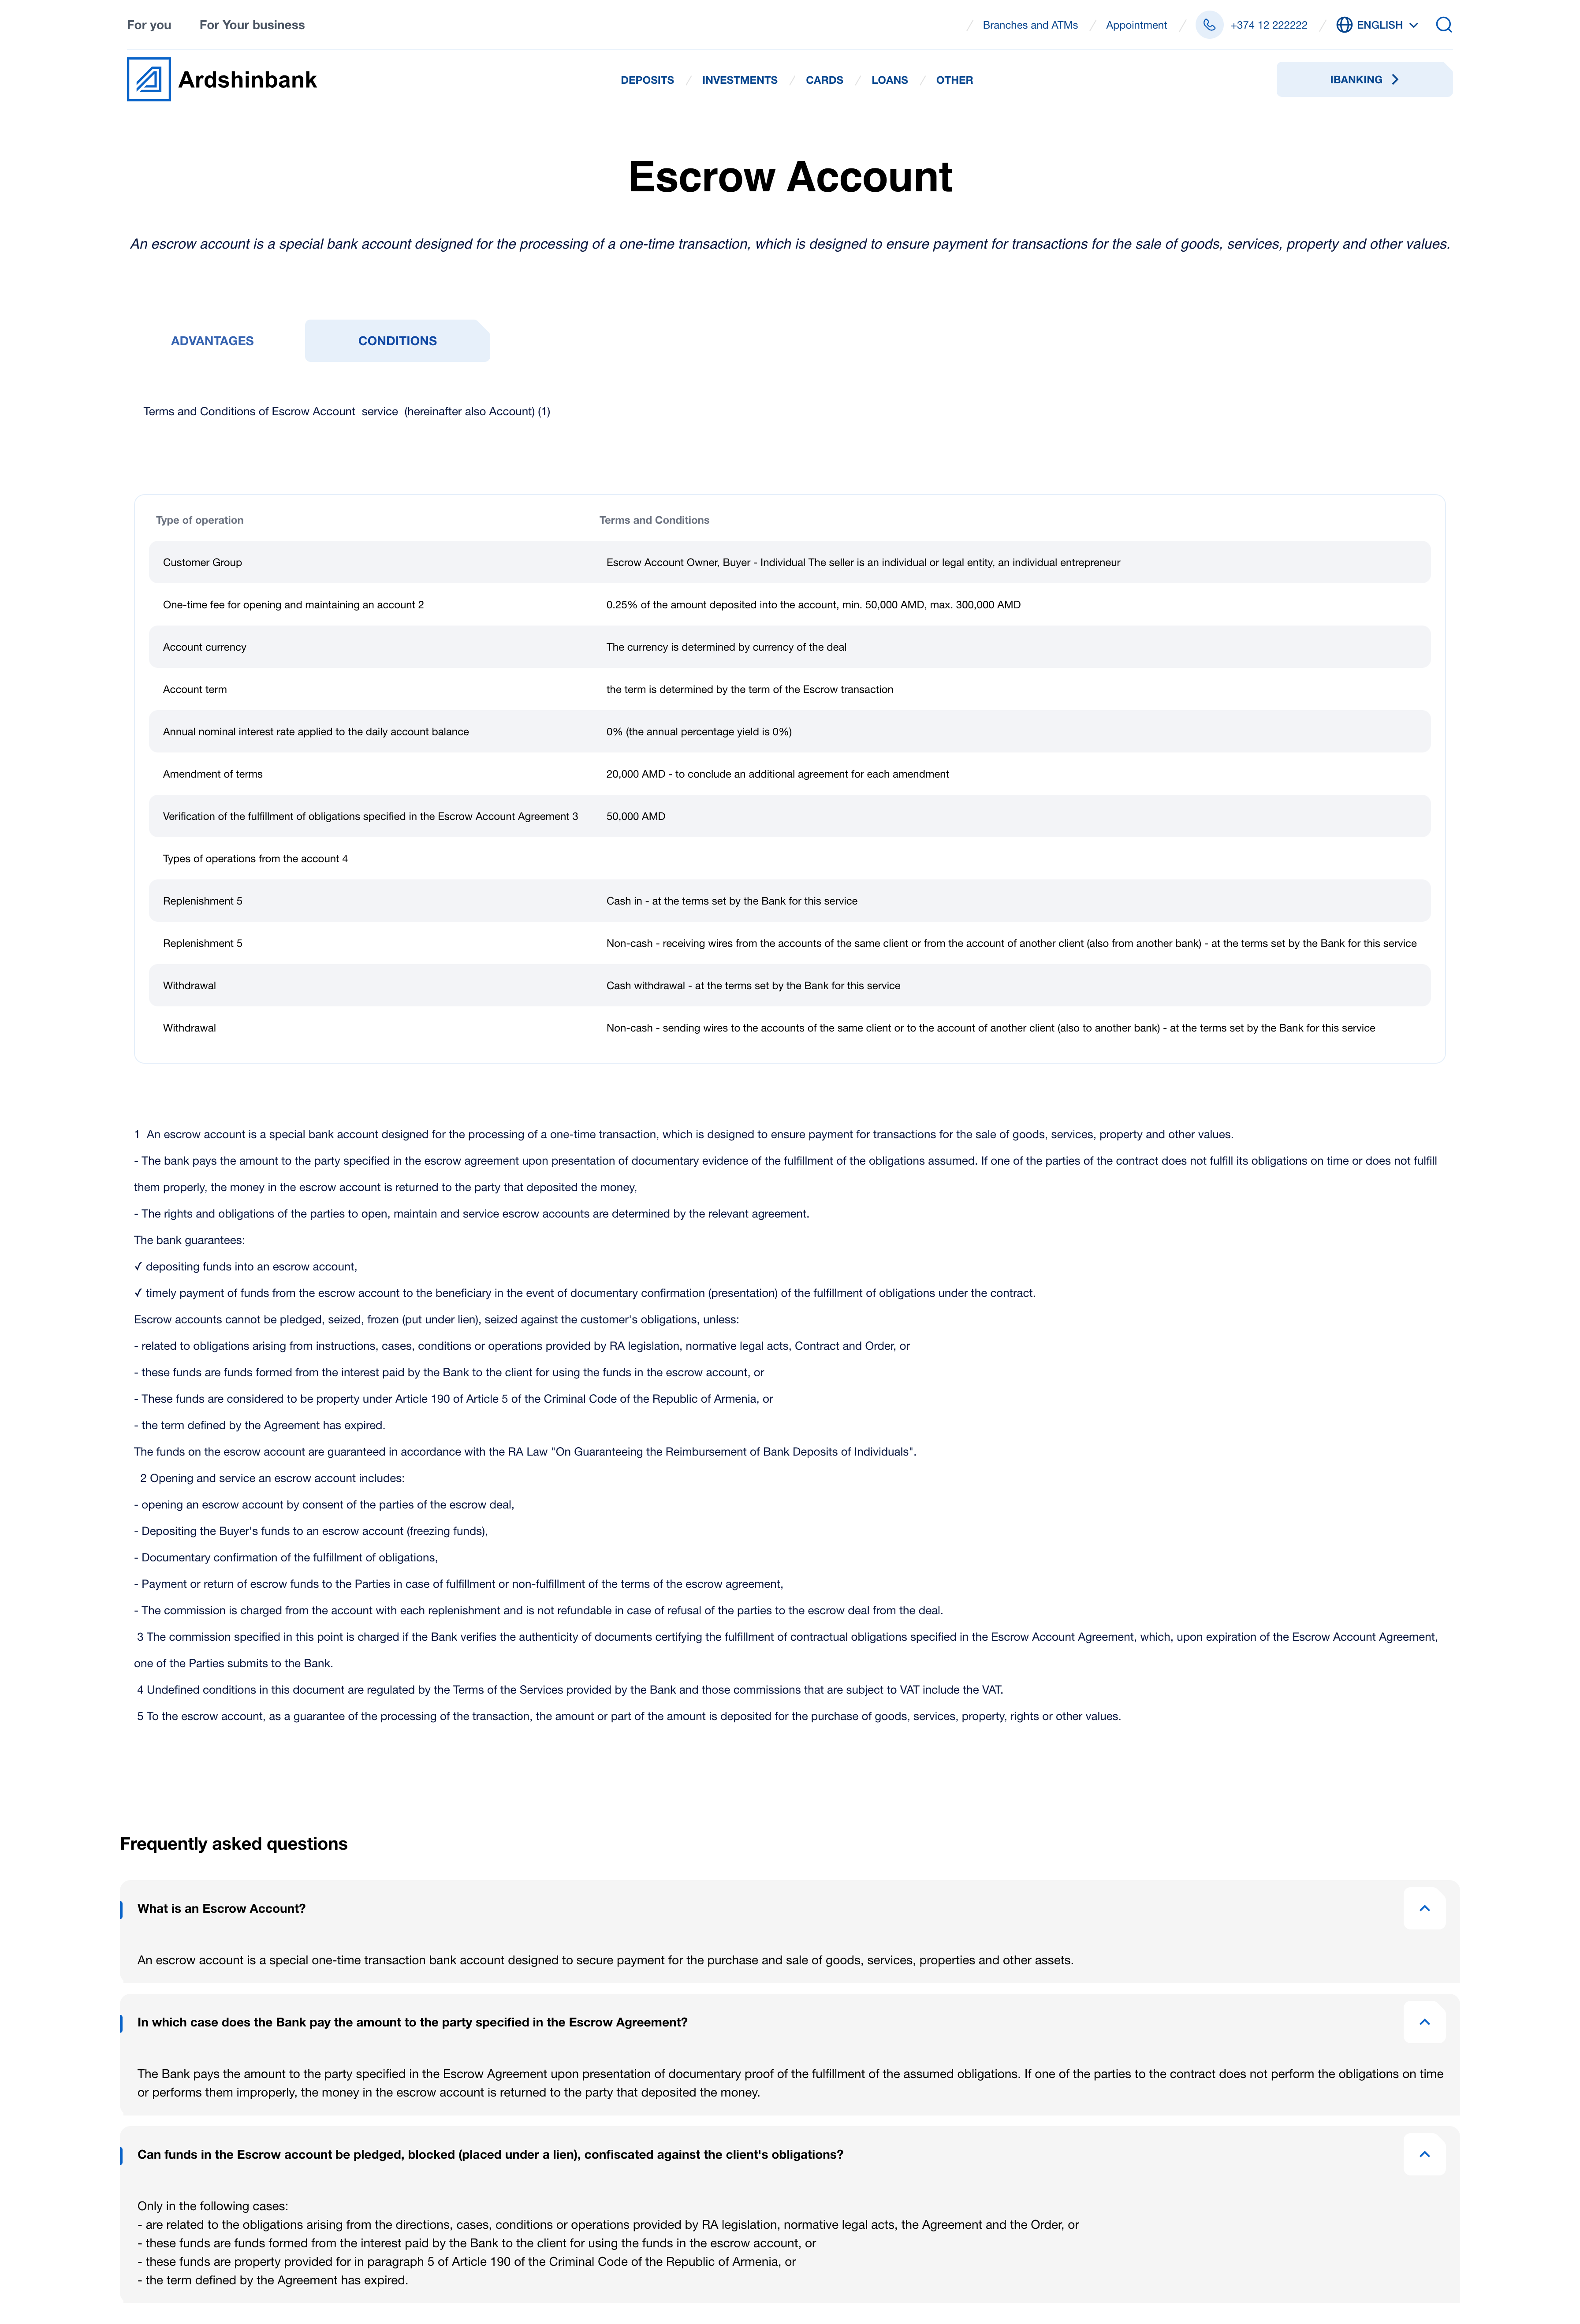 For you
For Your business
Branches and ATMs
Appointment
+374 12 222222
ENGLISH
Ardshinbank
DEPOSITS
INVESTMENTS
CARDS
LOANS
OTHER
IBANKING
Escrow Account
An escrow account is a special bank account designed for the processing of a one-time transaction, which is designed to ensure payment for transactions for the sale of goods, services, property and other values.
ADVANTAGES
CONDITIONS
Terms and Conditions of Escrow Account service (hereinafter also Account) (1)
Type of operation
Terms and Conditions
Customer Group
Escrow Account Owner, Buyer - Individual The seller is an individual or legal entity, an individual entrepreneur
One-time fee for opening and maintaining an account 2
0.25% of the amount deposited into the account, min. 50,000 AMD, max. 300,000 AMD
Account currency
The currency is determined by currency of the deal
Account term
the term is determined by the term of the Escrow transaction
Annual nominal interest rate applied to the daily account balance
0% (the annual percentage yield is 0%)
Amendment of terms
20,000 AMD - to conclude an additional agreement for each amendment
Verification of the fulfillment of obligations specified in the Escrow Account Agreement 3
50,000 AMD
Types of operations from the account 4
Replenishment 5
Cash in - at the terms set by the Bank for this service
Replenishment 5
Non-cash - receiving wires from the accounts of the same client or from the account of another client (also from another bank) - at the terms set by the Bank for this service
Withdrawal
Cash withdrawal - at the terms set by the Bank for this service
Withdrawal
Non-cash - sending wires to the accounts of the same client or to the account of another client (also to another bank) - at the terms set by the Bank for this service
1 An escrow account is a special bank account designed for the processing of a one-time transaction, which is designed to ensure payment for transactions for the sale of goods, services, property and other values.
- The bank pays the amount to the party specified in the escrow agreement upon presentation of documentary evidence of the fulfillment of the obligations assumed. If one of the parties of the contract does not fulfill its obligations on time or does not fulfill
them properly, the money in the escrow account is returned to the party that deposited the money,
- The rights and obligations of the parties to open, maintain and service escrow accounts are determined by the relevant agreement.
The bank guarantees:
✓ depositing funds into an escrow account,
✓ timely payment of funds from the escrow account to the beneficiary in the event of documentary confirmation (presentation) of the fulfillment of obligations under the contract.
Escrow accounts cannot be pledged, seized, frozen (put under lien), seized against the customer's obligations, unless:
- related to obligations arising from instructions, cases, conditions or operations provided by RA legislation, normative legal acts, Contract and Order, or
- these funds are funds formed from the interest paid by the Bank to the client for using the funds in the escrow account, or
- These funds are considered to be property under Article 190 of Article 5 of the Criminal Code of the Republic of Armenia, or
- the term defined by the Agreement has expired.
The funds on the escrow account are guaranteed in accordance with the RA Law "On Guaranteeing the Reimbursement of Bank Deposits of Individuals".
2 Opening and service an escrow account includes:
- opening an escrow account by consent of the parties of the escrow deal,
- Depositing the Buyer's funds to an escrow account (freezing funds),
- Documentary confirmation of the fulfillment of obligations,
- Payment or return of escrow funds to the Parties in case of fulfillment or non-fulfillment of the terms of the escrow agreement,
- The commission is charged from the account with each replenishment and is not refundable in case of refusal of the parties to the escrow deal from the deal.
3 The commission specified in this point is charged if the Bank verifies the authenticity of documents certifying the fulfillment of contractual obligations specified in the Escrow Account Agreement, which, upon expiration of the Escrow Account Agreement,
one of the Parties submits to the Bank.
4 Undefined conditions in this document are regulated by the Terms of the Services provided by the Bank and those commissions that are subject to VAT include the VAT.
5 To the escrow account, as a guarantee of the processing of the transaction, the amount or part of the amount is deposited for the purchase of goods, services, property, rights or other values.
Frequently asked questions
What is an Escrow Account?
An escrow account is a special one-time transaction bank account designed to secure payment for the purchase and sale of goods, services, properties and other assets.
In which case does the Bank pay the amount to the party specified in the Escrow Agreement?
The Bank pays the amount to the party specified in the Escrow Agreement upon presentation of documentary proof of the fulfillment of the assumed obligations. If one of the parties to the contract does not perform the obligations on time
or performs them improperly, the money in the escrow account is returned to the party that deposited the money.
Can funds in the Escrow account be pledged, blocked (placed under a lien), confiscated against the client's obligations?
Only in the following cases:
- are related to the obligations arising from the directions, cases, conditions or operations provided by RA legislation, normative legal acts, the Agreement and the Order, or
- these funds are funds formed from the interest paid by the Bank to the client for using the funds in the escrow account, or
- these funds are property provided for in paragraph 5 of Article 190 of the Criminal Code of the Republic of Armenia, or
- the term defined by the Agreement has expired.